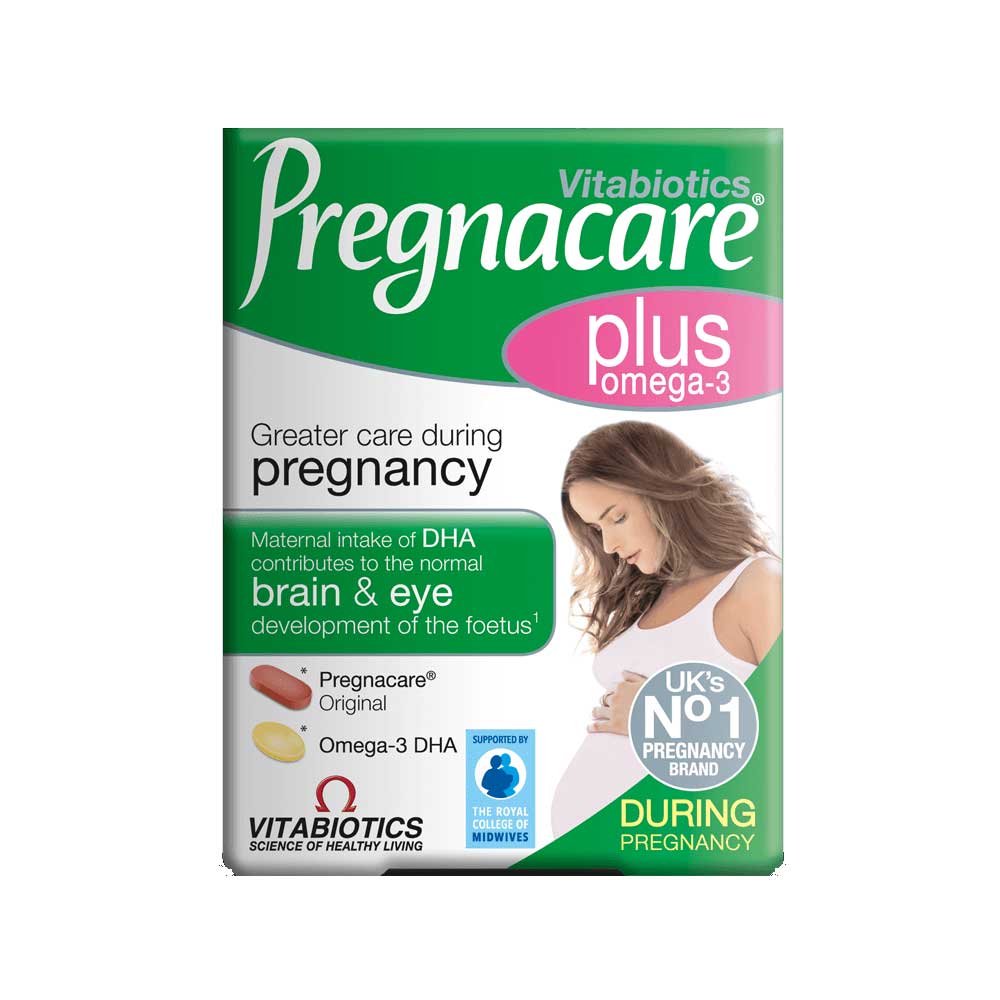 Vitabiotics
Pregnacare®
plus
omega-3
Greater care during
pregnancy
Maternal intake of DHA
contributes to the normal
brain & eye
development of the foetus¹
* Pregnacare®
Original
* Omega-3 DHA
SUPPORTED BY
THE ROYAL
COLLEGE OF
MIDWIVES
VITABIOTICS
SCIENCE OF HEALTHY LIVING
UK's
Nº1
PREGNANCY
BRAND
DURING
PREGNANCY